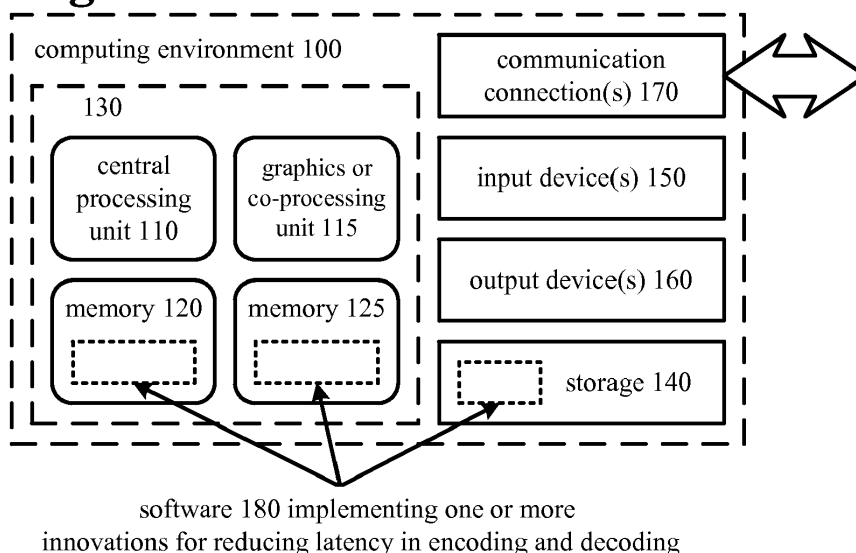 computing environment 100
130
central
processing
unit 110
graphics or
co-processing
unit 115
memory 120
memory 125
communication
connection(s) 170
input device(s) 150
output device(s) 160
storage 140
software 180 implementing one or more
innovations for reducing latency in encoding and decoding